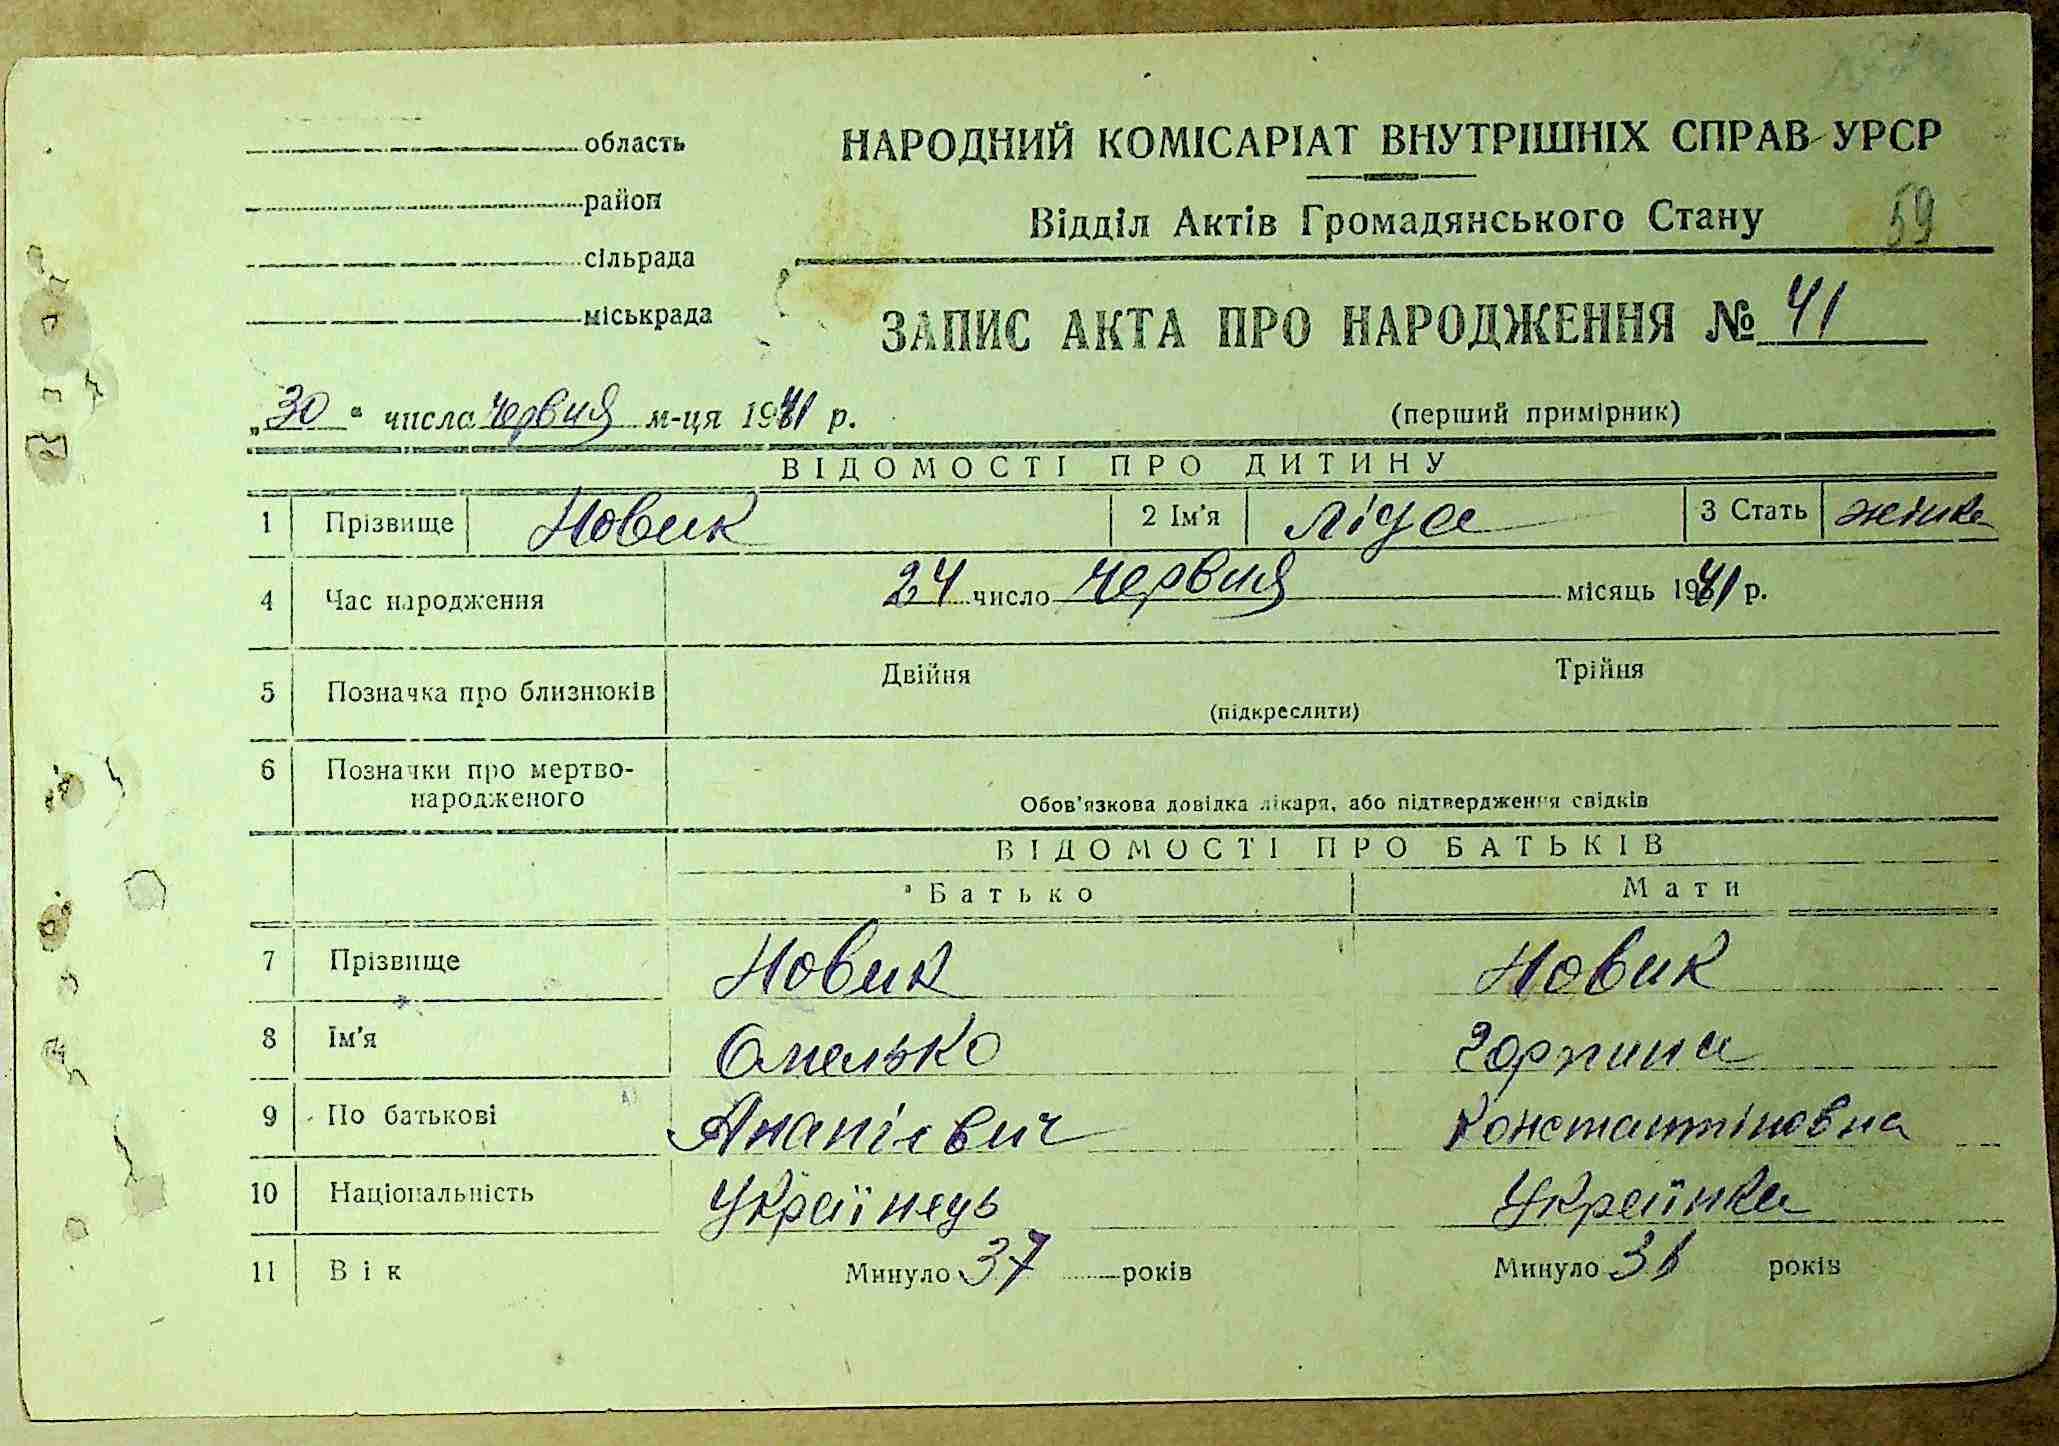 область
район
сільрада
міськрада
НАРОДНИЙ КОМІСАРІАТ ВНУТРІШНІХ СПРАВ УРСР
Відділ Актів Громадянського Стану
59
ЗАПИС АКТА ПРО НАРОДЖЕННЯ № 41
„30“ числа червня м-ця 1941 р.
(перший примірник)
ВІДОМОСТІ ПРО ДИТИНУ
1 Прізвище Новик 2 Ім'я Ліда 3 Стать
4 Час народження 24 число червня місяць 1941 р.
5 Позначка про близнюків Двійня Трійня
(підкреслити)
6 Позначки про мертво-
народженого
Обов'язкова довідка лікаря, або підтвердження свідків
ВІДОМОСТІ ПРО БАТЬКІВ
Батько Мати
7 Прізвище Новик Новик
8 Ім'я Омелько Горпина
9 По батькові Ананієвич Константіновна
10 Національність Українець Українка
11 Вік Минуло 37 років Минуло років